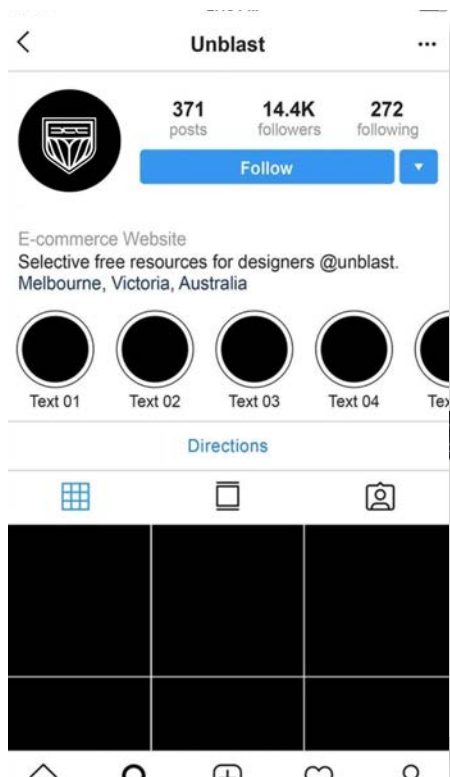 Unblast
371 14.4K 272
posts followers following
Follow
E-commerce Website
Selective free resources for designers @unblast.
Melbourne, Victoria, Australia
Text 01 Text 02 Text 03 Text 04
Directions